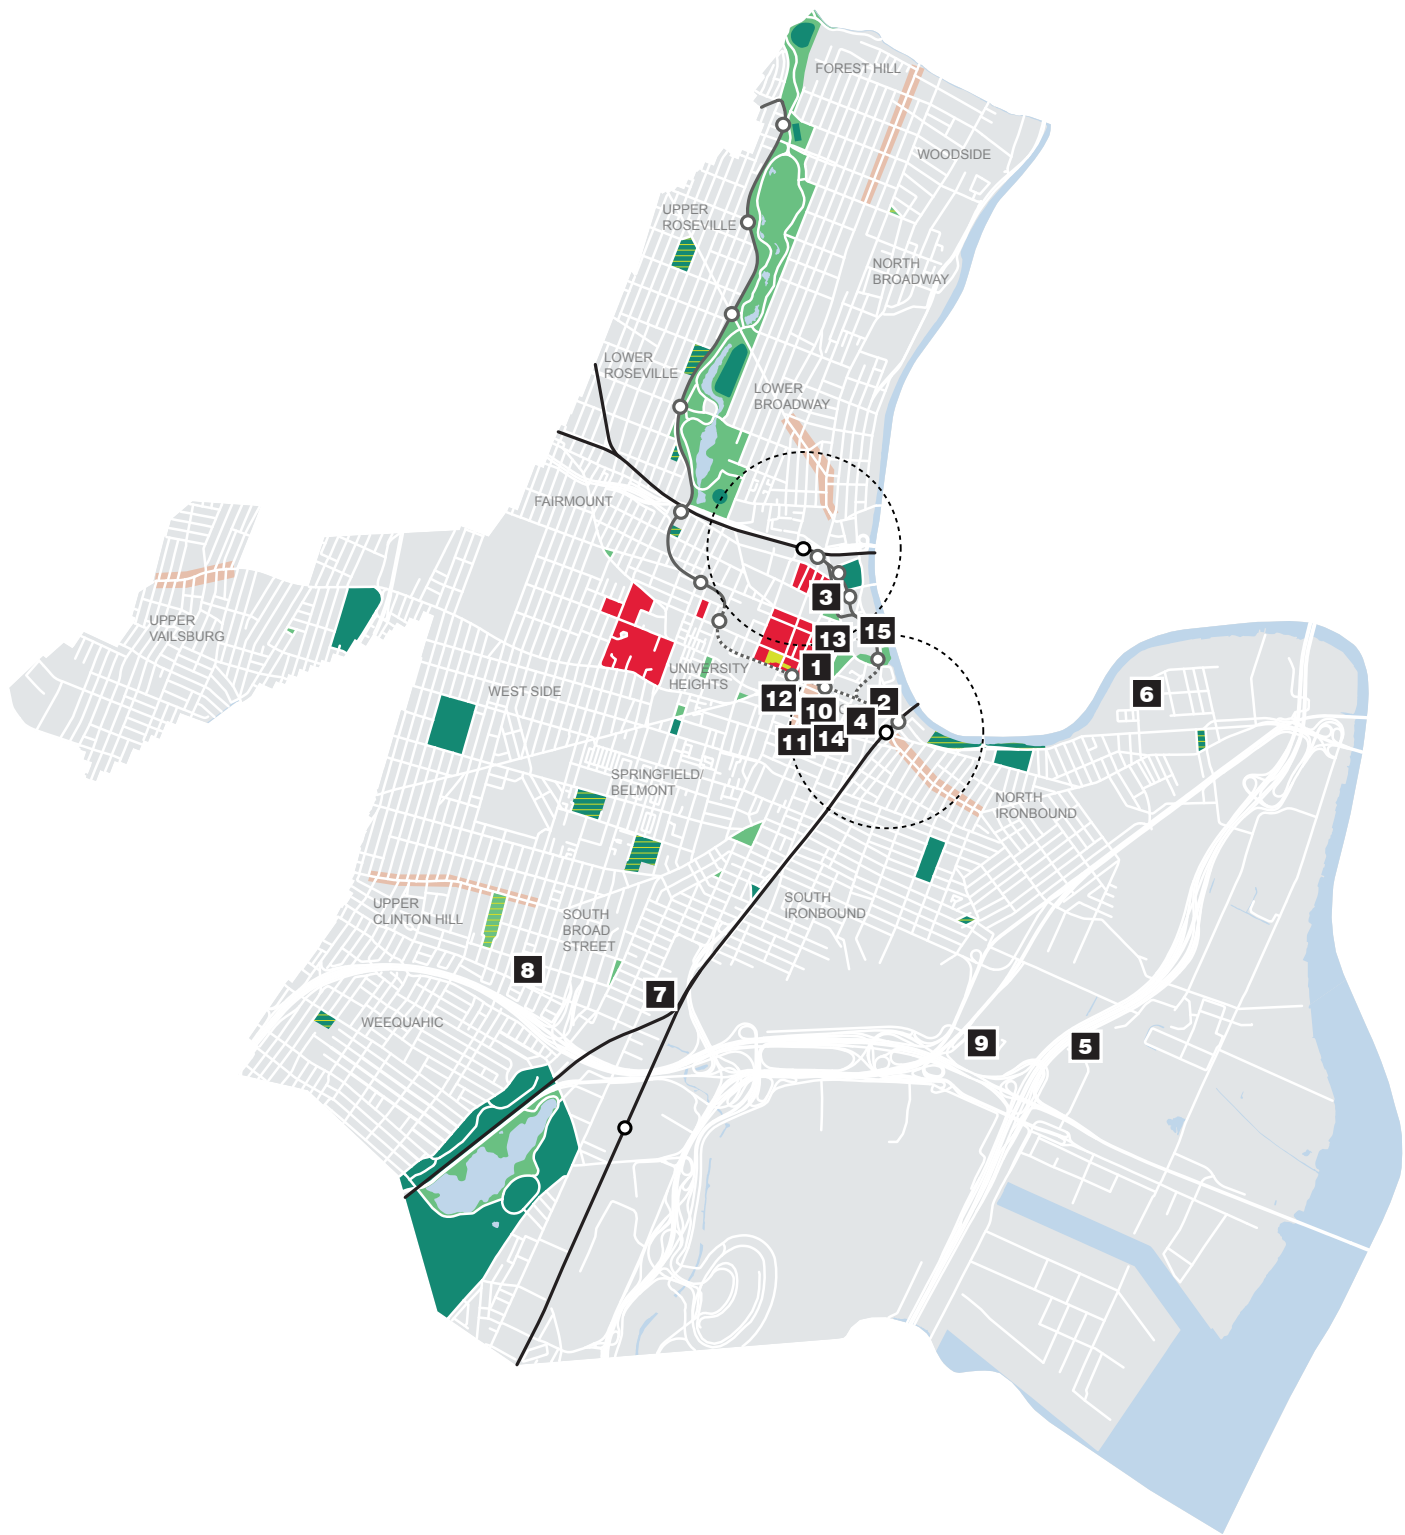 FOREST HILL
WOODSIDE
UPPER
ROSEVILLE
NORTH
BROADWAY
LOWER
ROSEVILLE
LOWER
BROADWAY
FAIRMOUNT
3
UPPER
VAILSBURG
15
13
1
UNIVERSITY
HEIGHTS
WEST SIDE
6
12
2
10
4
11
14
SPRINGFIELD/
BELMONT
NORTH
IRONBOUND
UPPER
CLINTON HILL
SOUTH
IRONBOUND
SOUTH
BROAD
STREET
8
7
WEEQUAHIC
9
5